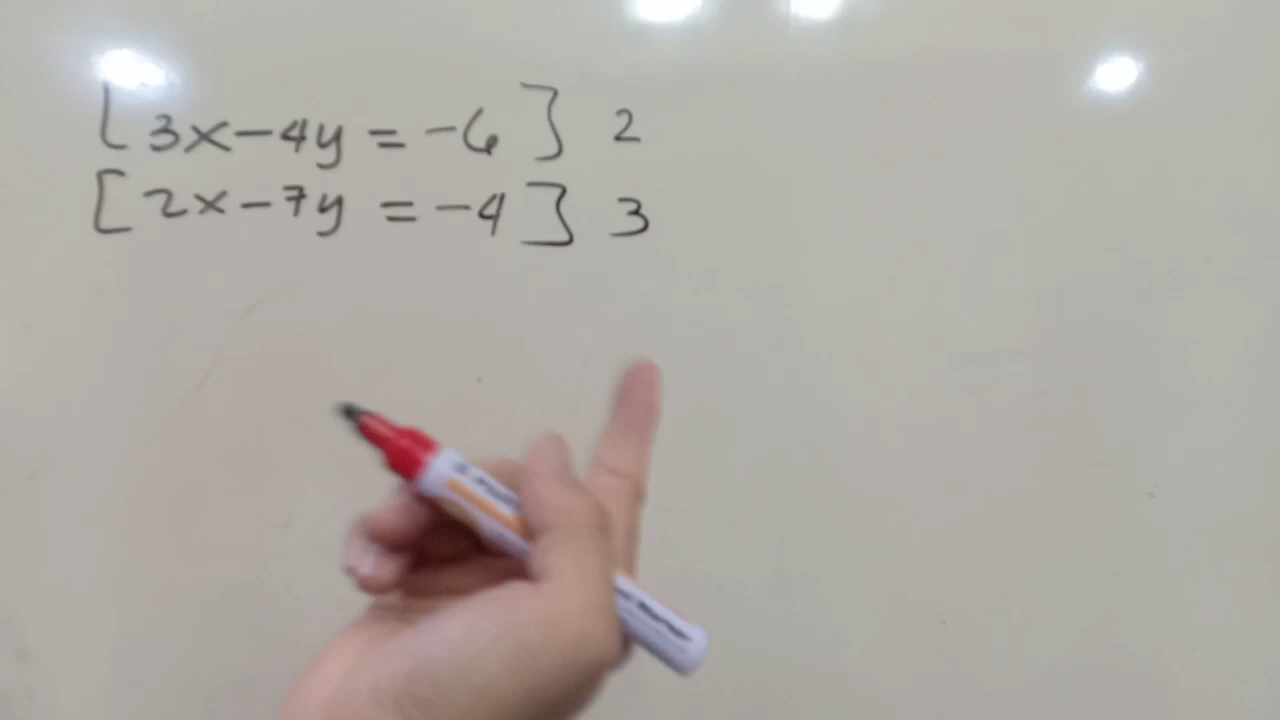 [3x-4y = -6] 2
[2x-7y = -4] 3